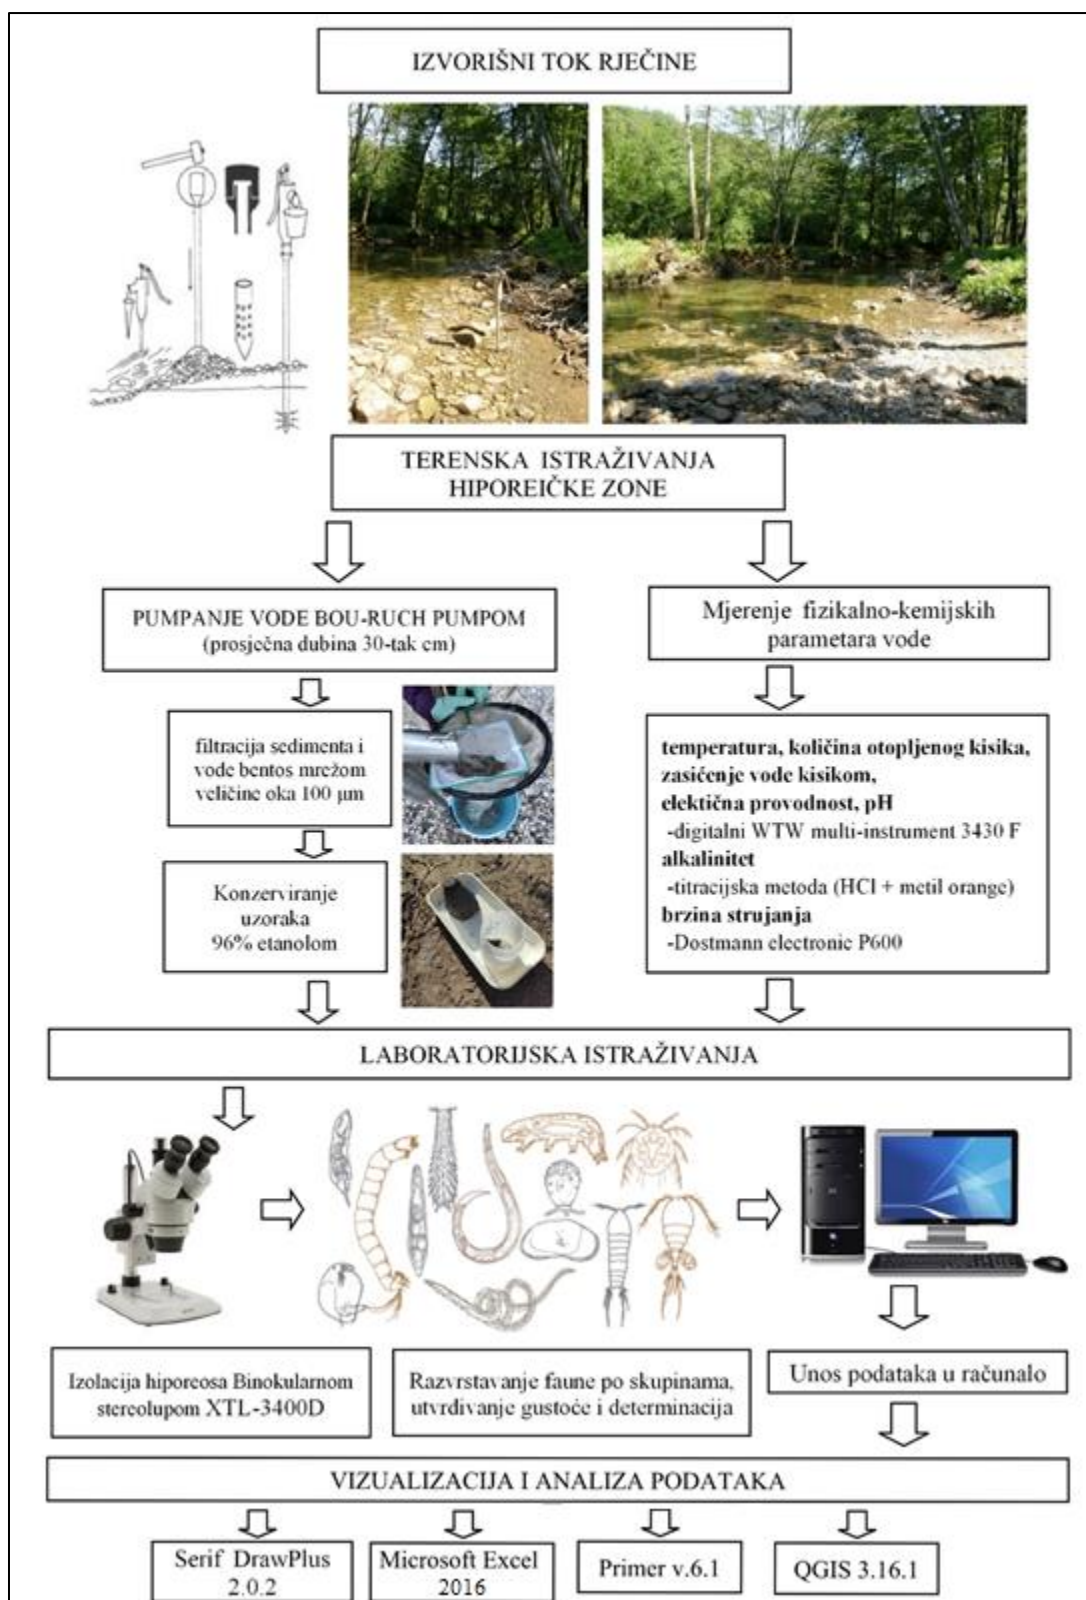 IZVORIŠNI TOK RJEČINE
TERENSKA ISTRAŽIVANJA
HIPOREIČKE ZONE
PUMPANJE VODE BOU-RUCH PUMPOM
(prosječna dubina 30-tak cm)
filtracija sedimenta i
vode bentos mrežom
veličine oka 100 μm
Konzerviranje
uzoraka
96% etanolom
Mjerenje fizikalno-kemijskih
parametara vode
temperatura, količina otopljenog kisika,
zasićenje vode kisikom,
elektična provodnost, pH
-digitalni WTW multi-instrument 3430 F
alkalinitet
-titracijska metoda (HCl + metil orange)
brzina strujanja
-Dostmann electronic P600
LABORATORIJSKA ISTRAŽIVANJA
Izolacija hiporeosa Binokularnom
stereolupom XTL-3400D
Razvrstavanje faune po skupinama,
utvrđivanje gustoće i determinacija
Unos podataka u računalo
VIZUALIZACIJA I ANALIZA PODATAKA
Serif DrawPlus
2.0.2
Microsoft Excel
2016
Primer v.6.1
QGIS 3.16.1